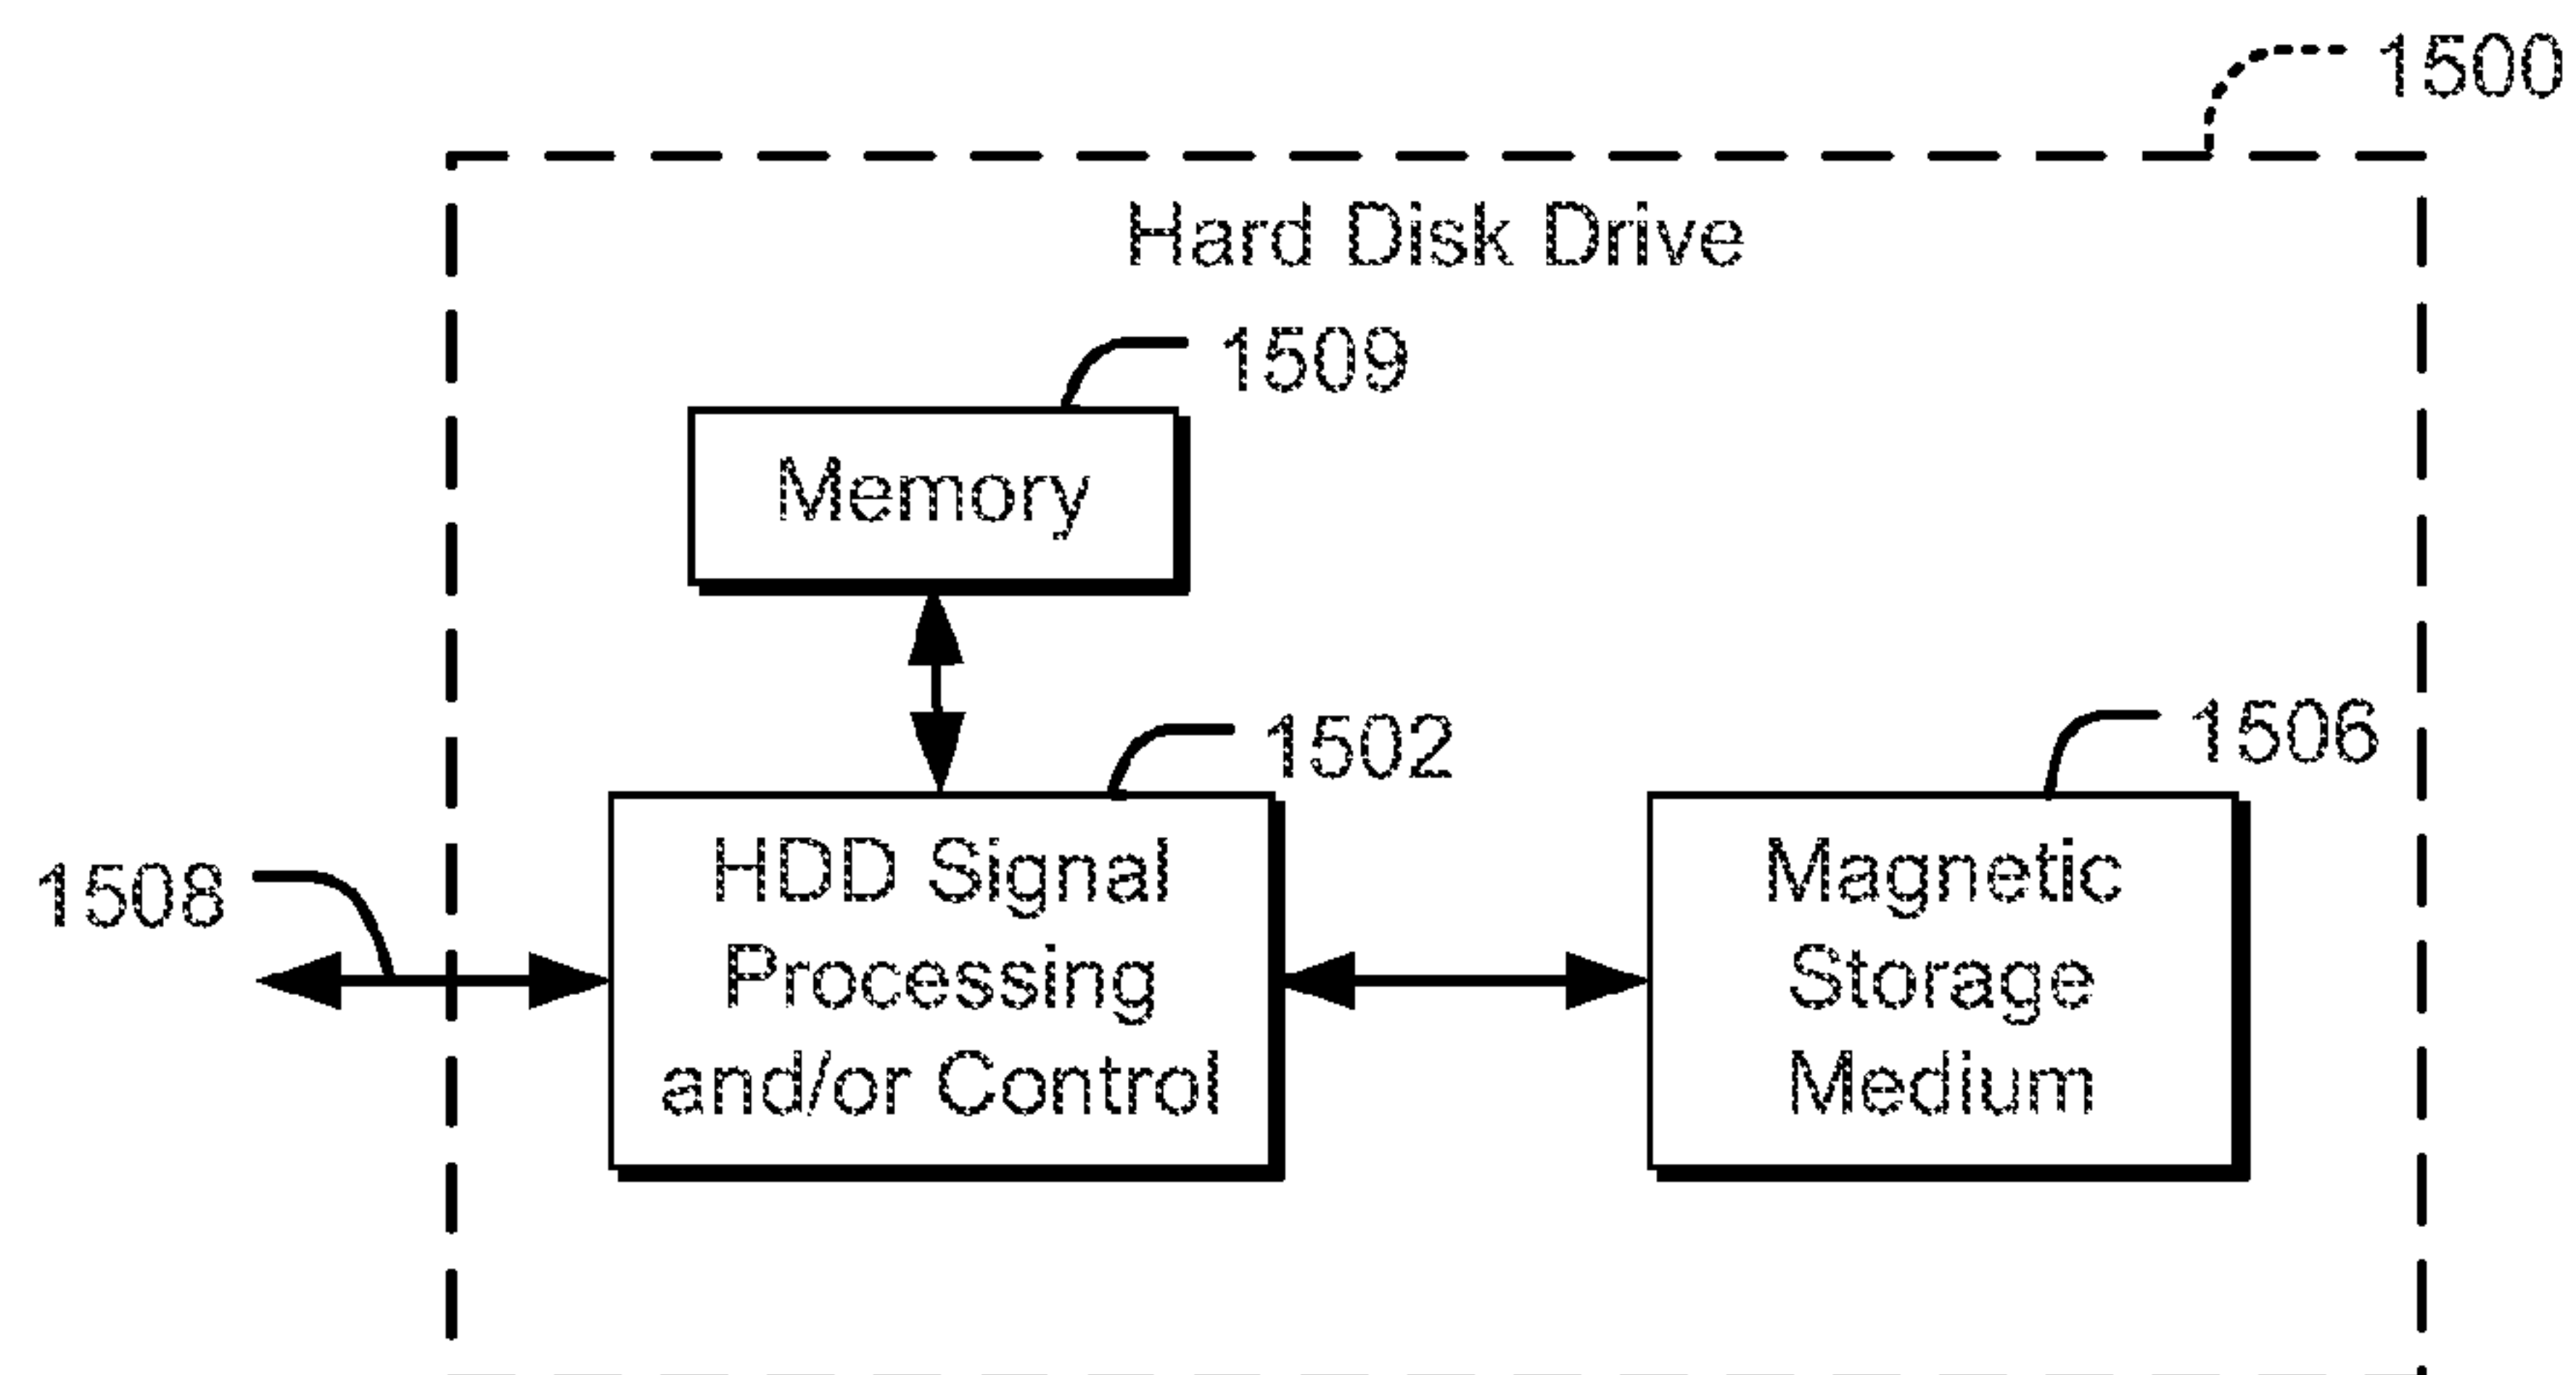 1500
Hard Disk Drive
1509
Memory
1502
1506
1508
HDD Signal
Processing
and/or Control
Magnetic
Storage
Medium